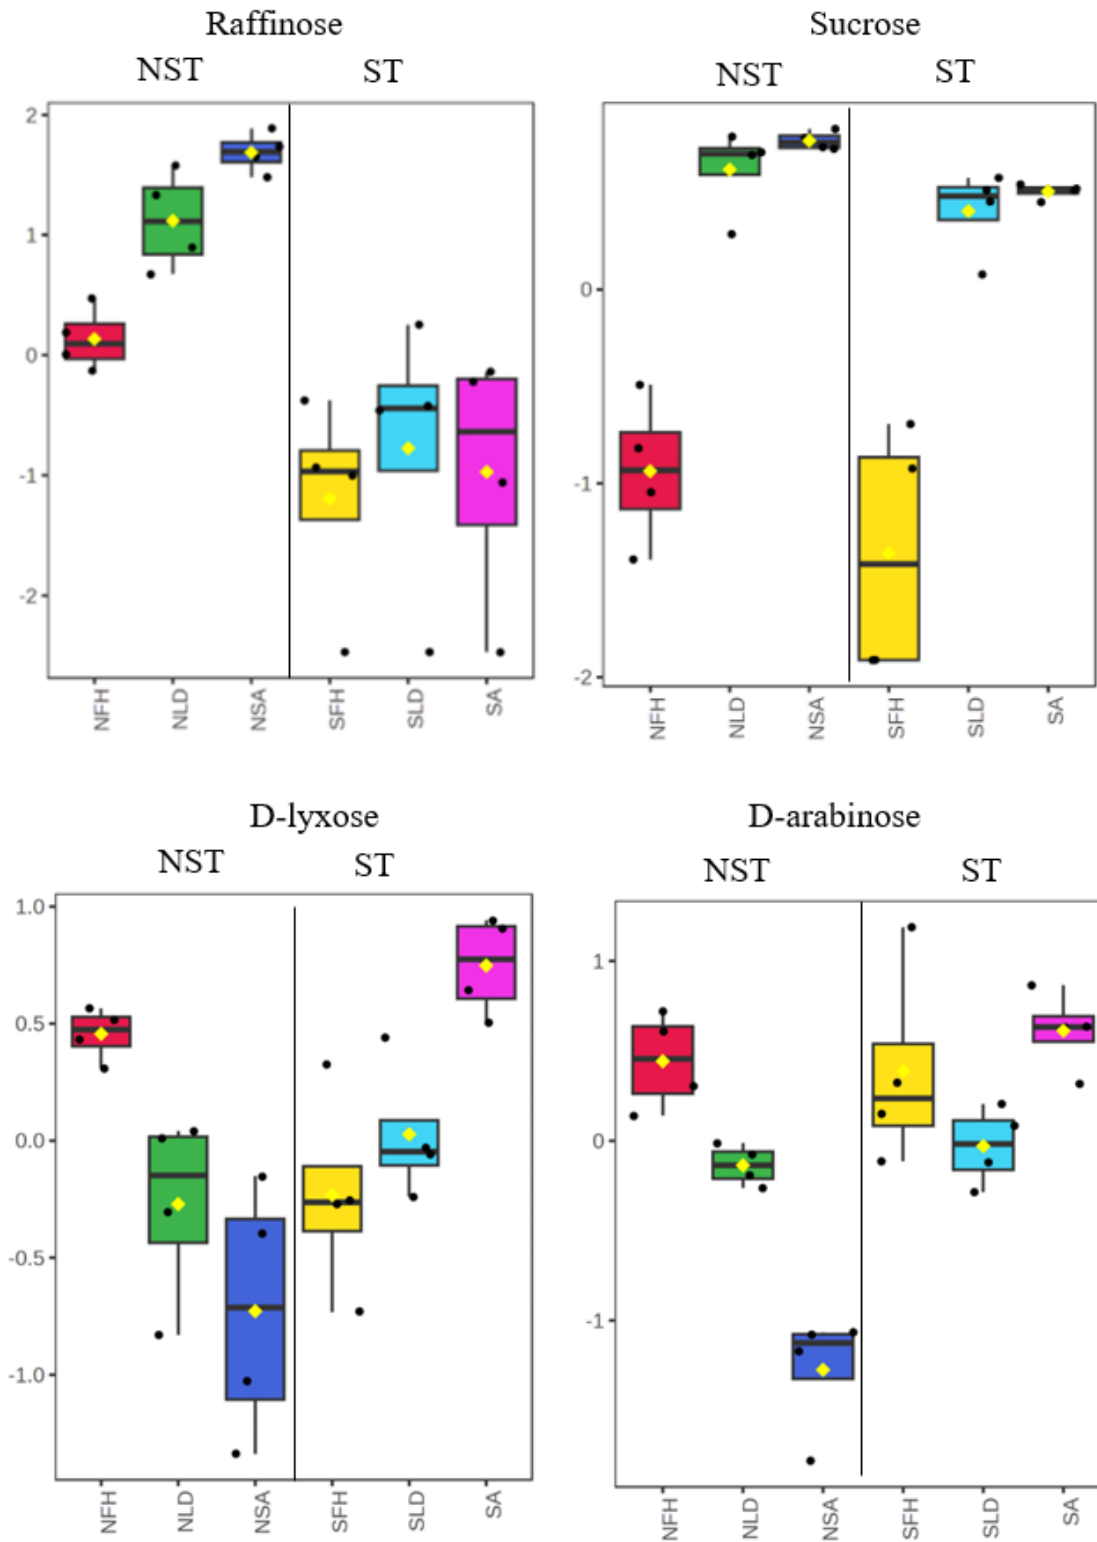 Raffinose
NST ST
2
1
0
-1
-2
NFH NLD NSA SFH SLD SA
Sucrose
NST ST
0
-1
-2
NFH NLD NSA SFH SLD SA
D-lyxose
NST ST
1.0
0.5
0.0
-0.5
-1.0
NFH NLD NSA SFH SLD SA
D-arabinose
NST ST
1
0
-1
NFH NLD NSA SFH SLD SA